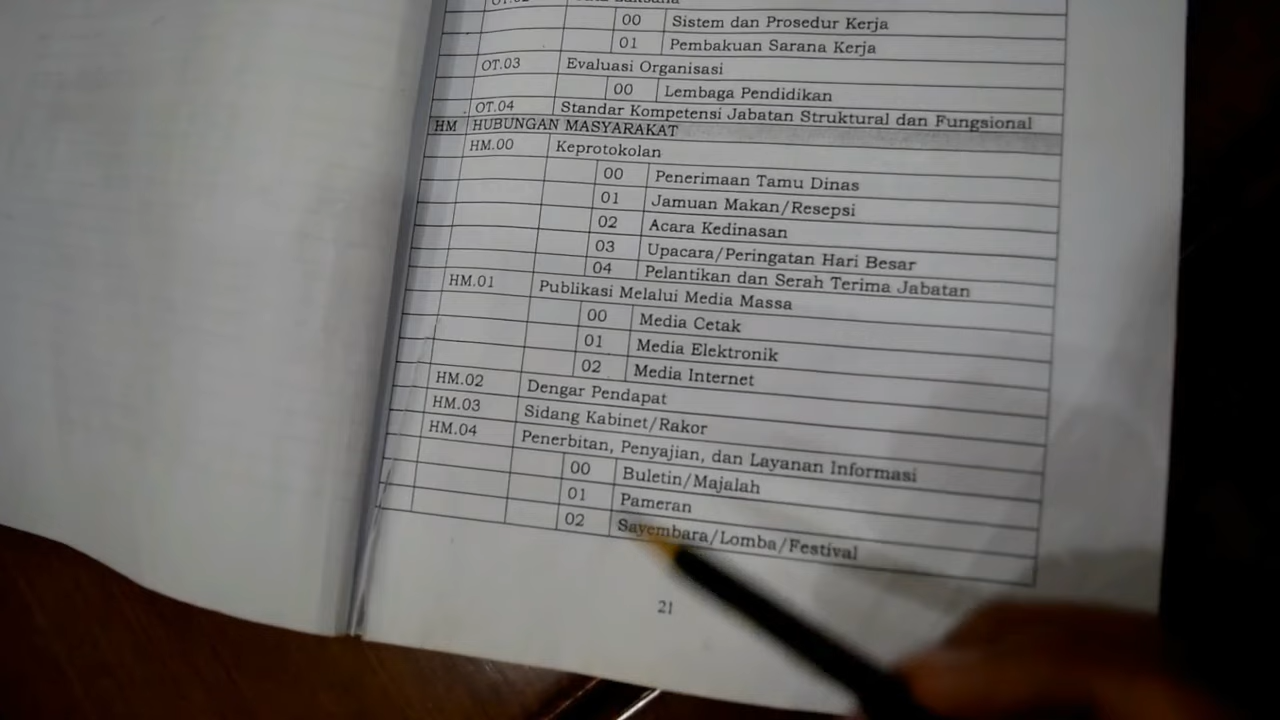 00 Sistem dan Prosedur Kerja
01 Pembakuan Sarana Kerja
OT.03 Evaluasi Organisasi
00 Lembaga Pendidikan
OT.04 Standar Kompetensi Jabatan Struktural dan Fungsional
HM HUBUNGAN MASYARAKAT
HM.00 Keprotokolan
00 Penerimaan Tamu Dinas
01 Jamuan Makan/Resepsi
02 Acara Kedinasan
03 Upacara/Peringatan Hari Besar
04 Pelantikan dan Serah Terima Jabatan
HM.01 Publikasi Melalui Media Massa
00 Media Cetak
01 Media Elektronik
02 Media Internet
HM.02 Dengar Pendapat
HM.03 Sidang Kabinet/Rakor
HM.04 Penerbitan, Penyajian, dan Layanan Informasi
00 Buletin/Majalah
01 Pameran
02 Sayembara/Lomba/Festival
21